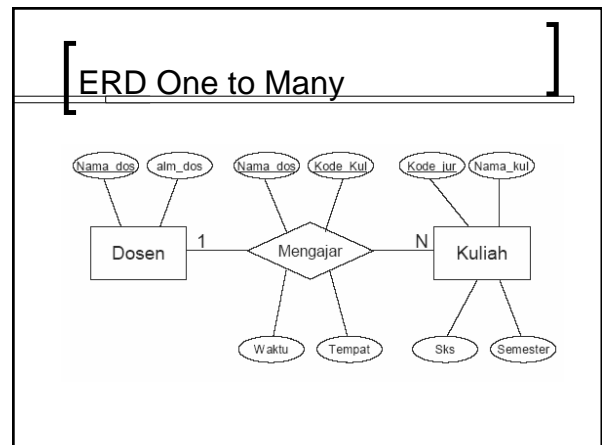 ERD One to Many
Nama_dos alm_dos Nama_dos Kode_Kul Kode_jur Nama_kul
Dosen 1 Mengajar N Kuliah
Waktu Tempat Sks Semester